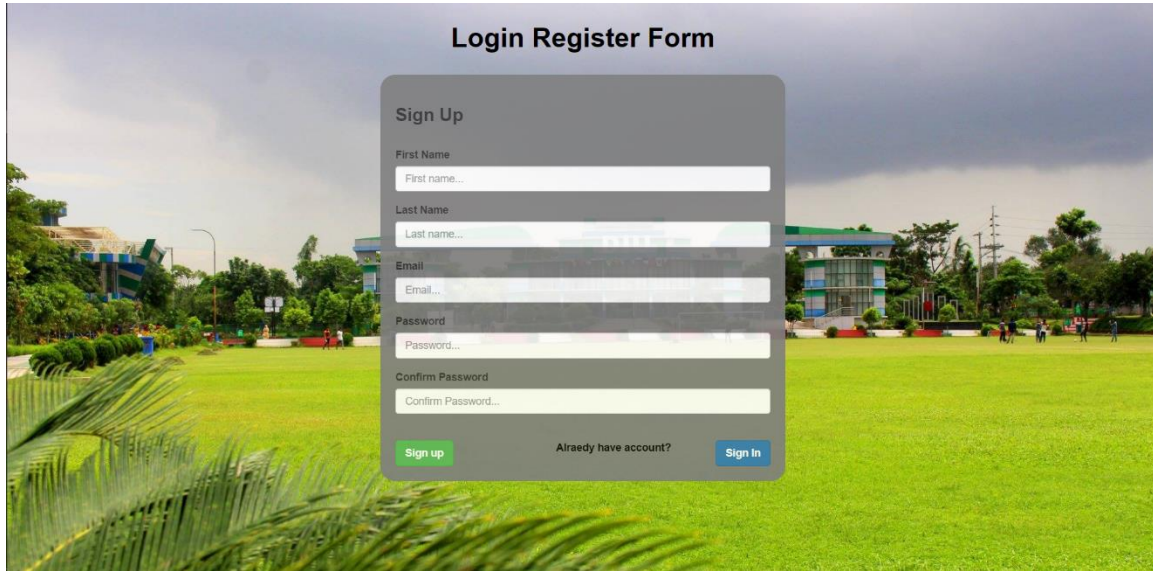 Login Register Form
Sign Up
First Name
First name...
Last Name
Last name...
Email
Email...
Password
Password...
Confirm Password
Confirm Password...
Sign up
Alraedy have account?
Sign In